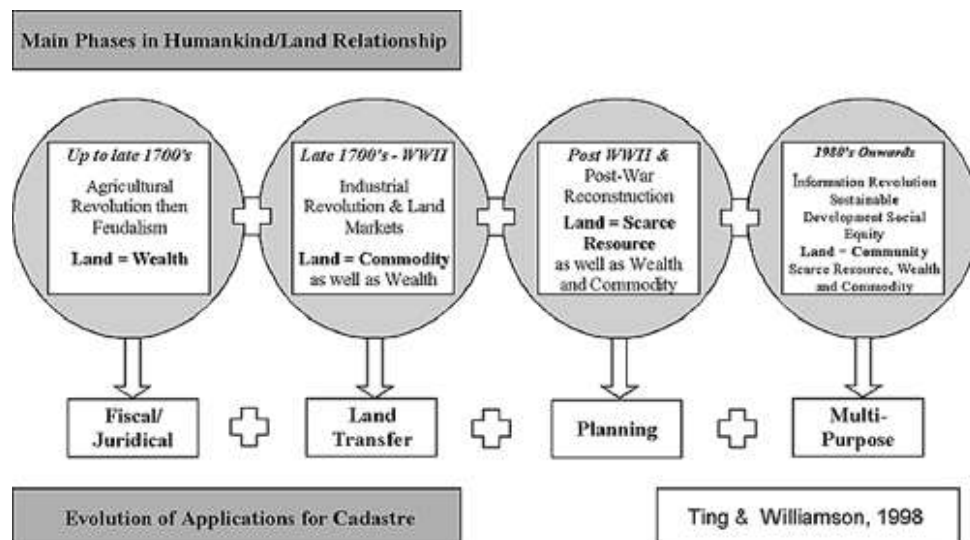 Main Phases in Humankind/Land Relationship
Up to late 1700's
Agricultural
Revolution then
Feudalism
Land = Wealth
Late 1700's - WWII
Industrial
Revolution & Land
Markets
Land = Commodity
as well as Wealth
Post WWII &
Post-War
Reconstruction
Land = Scarce
Resource
as well as Wealth
and Commodity
1980's Onwards
Information Revolution
Sustainable
Development Social
Equity
Land = Community
Scarce Resource, Wealth
and Commodity
Fiscal/
Juridical
Land
Transfer
Planning
Multi-
Purpose
Evolution of Applications for Cadastre
Ting & Williamson, 1998